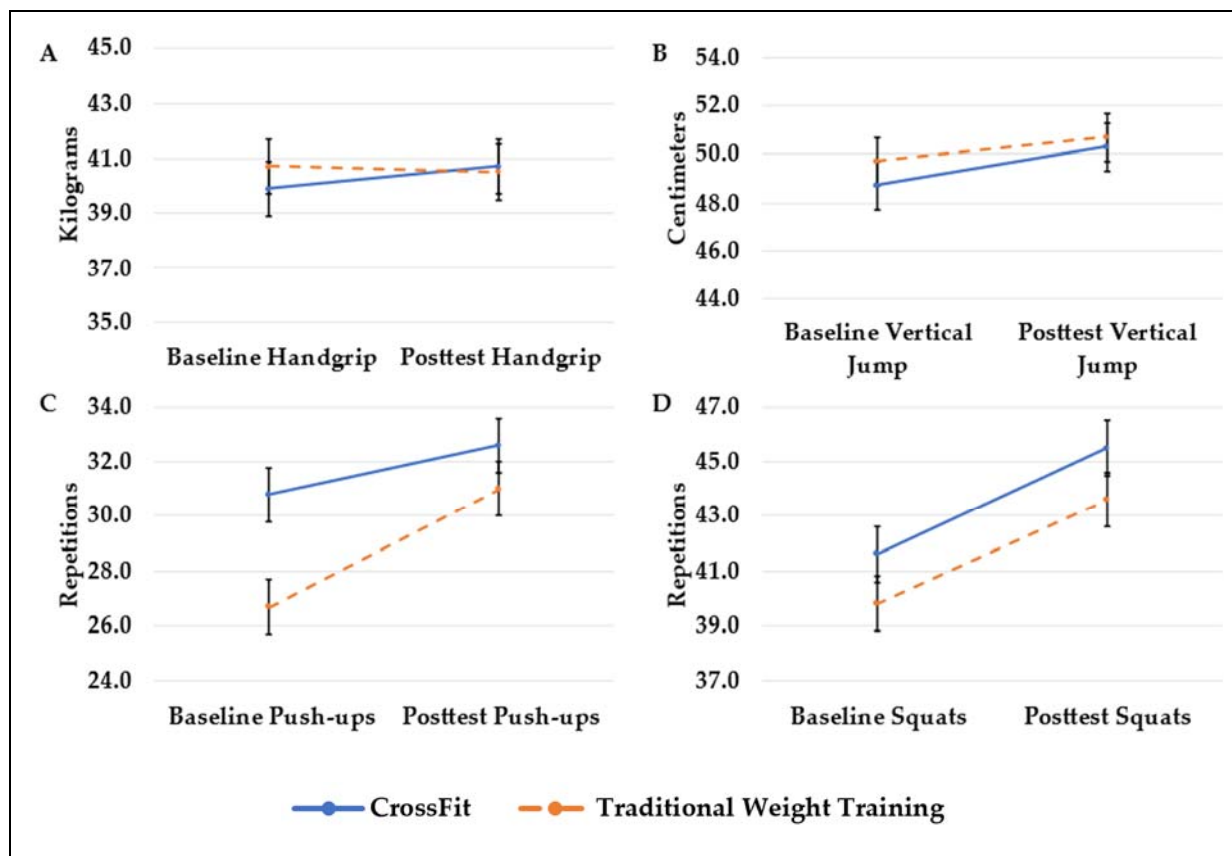 A
45.0
43.0
41.0
39.0
37.0
35.0
Kilograms
Baseline Handgrip
Posttest Handgrip
B
54.0
52.0
50.0
48.0
46.0
44.0
Centimeters
Baseline Vertical
Jump
Posttest Vertical
Jump
C
34.0
32.0
30.0
28.0
26.0
24.0
Repetitions
Baseline Push-ups
Posttest Push-ups
D
47.0
45.0
43.0
41.0
39.0
37.0
Repetitions
Baseline Squats
Posttest Squats
CrossFit
Traditional Weight Training